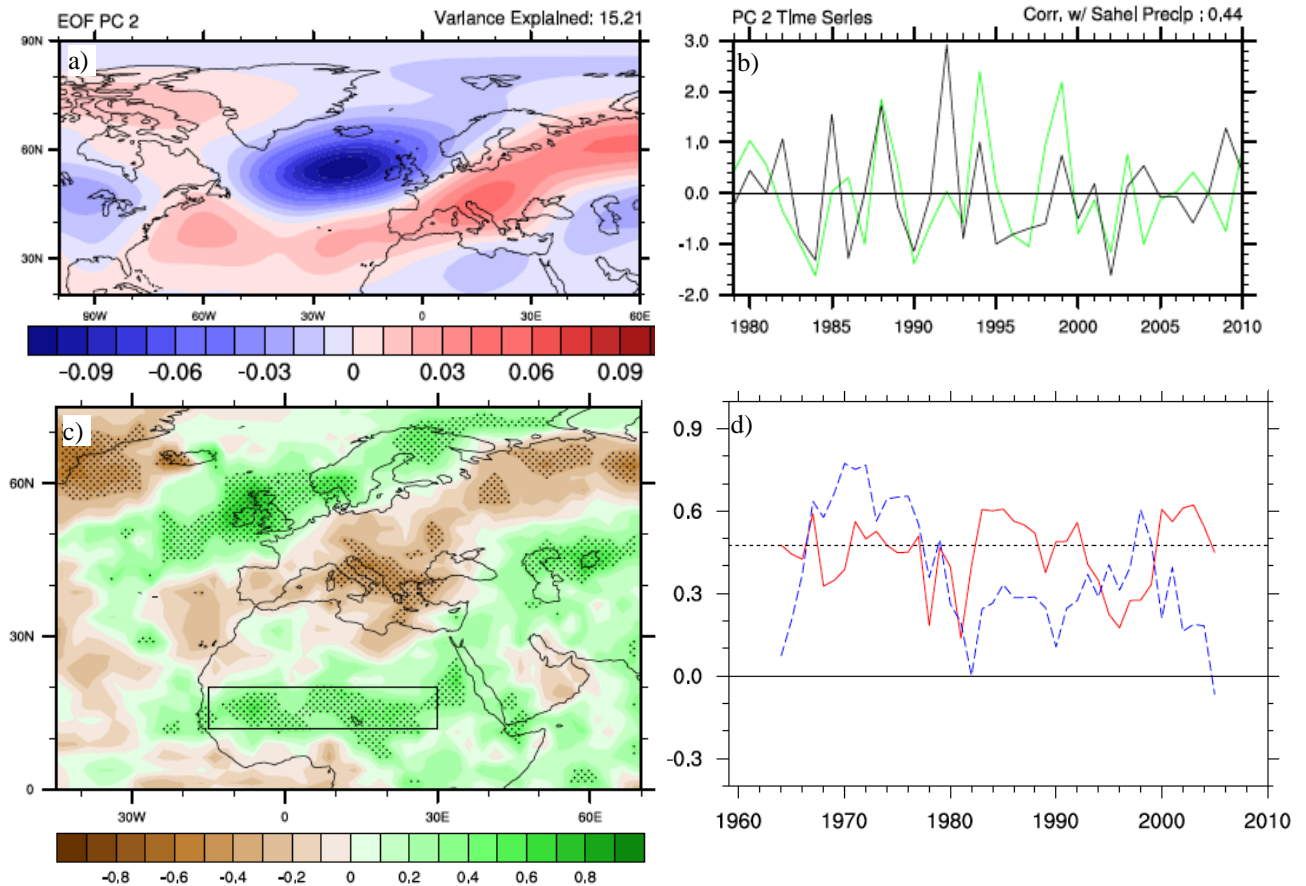 EOF PC 2 Variance Explained: 15.21
a)
90N
60N
30N
90W 60W 30W 0 30E 60E
-0.09 -0.06 -0.03 0 0.03 0.06 0.09
PC 2 Time Series Corr. w/ Sahel Precip : 0.44
b)
3.0
2.0
1.0
0.0
-1.0
-2.0
1980 1985 1990 1995 2000 2005 2010
c)
60N
30N
0
30W 0 30E 60E
-0.8 -0.6 -0.4 -0.2 0 0.2 0.4 0.6 0.8
d)
0.9
0.6
0.3
0.0
-0.3
1960 1970 1980 1990 2000 2010